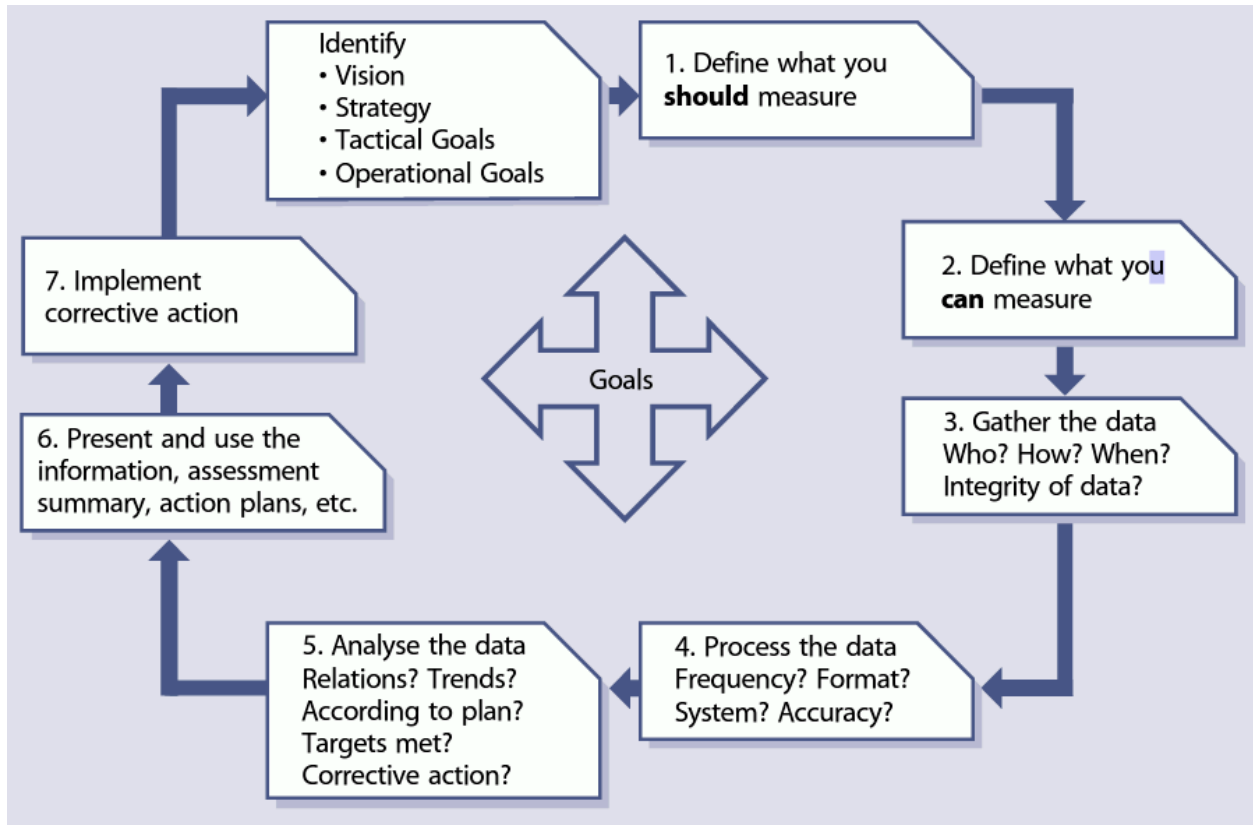 Identify
• Vision
• Strategy
• Tactical Goals
• Operational Goals
1. Define what you
should measure
2. Define what you
can measure
3. Gather the data
Who? How? When?
Integrity of data?
4. Process the data
Frequency? Format?
System? Accuracy?
5. Analyse the data
Relations? Trends?
According to plan?
Targets met?
Corrective action?
6. Present and use the
information, assessment
summary, action plans, etc.
7. Implement
corrective action
Goals